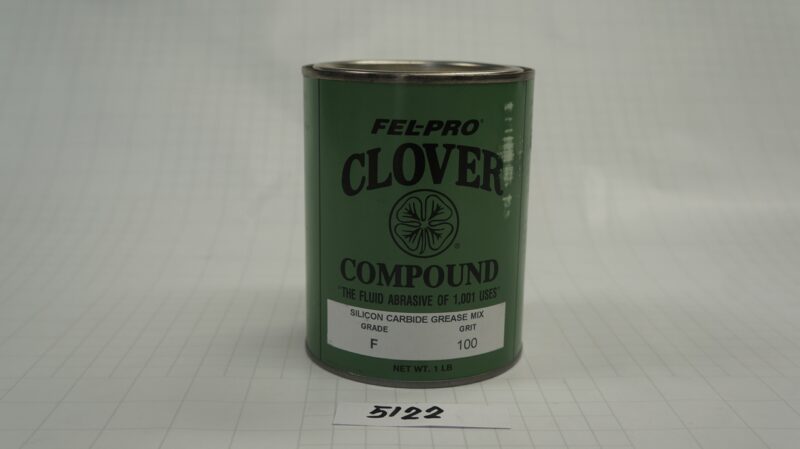 FEL-PRO
CLOVER
®
COMPOUND
"THE FLUID ABRASIVE OF 1,001 USES"
SILICON CARBIDE GREASE MIX
GRADE GRIT
F 100
NET WT. 1 LB
5122